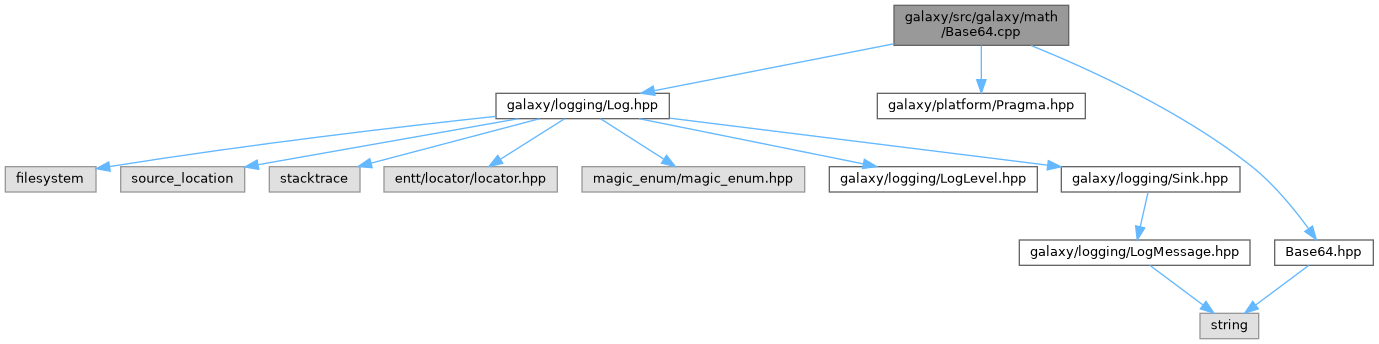 galaxy/src/galaxy/math
/Base64.cpp
galaxy/logging/Log.hpp
galaxy/platform/Pragma.hpp
filesystem
source_location
stacktrace
entt/locator/locator.hpp
magic_enum/magic_enum.hpp
galaxy/logging/LogLevel.hpp
galaxy/logging/Sink.hpp
galaxy/logging/LogMessage.hpp
Base64.hpp
string